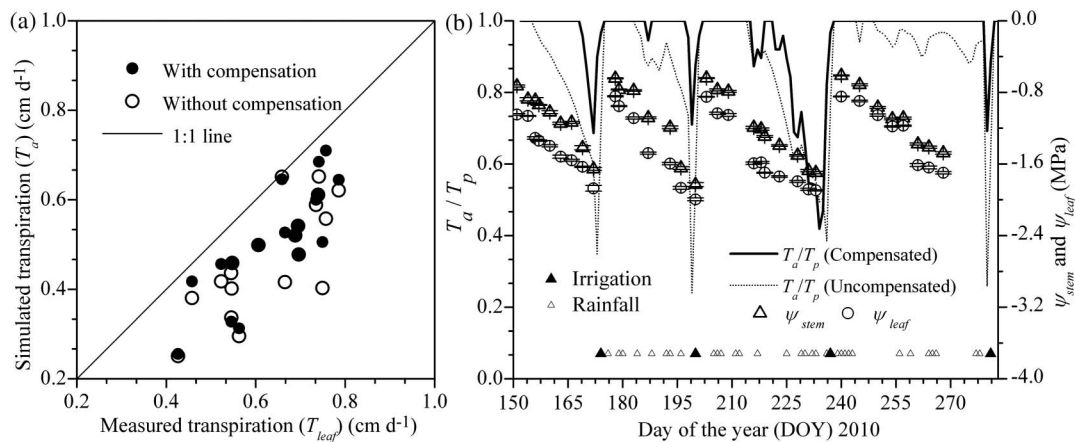 (a)
Simulated transpiration (Ta) (cm d-1)
1.0
0.8
0.6
0.4
0.2
With compensation
Without compensation
1:1 line
0.2 0.4 0.6 0.8 1.0
Measured transpiration (Tleaf) (cm d-1)
(b)
Ta / Tp
1.0
0.8
0.6
0.4
0.2
0.0
Irrigation
Rainfall
Ta/Tp (Compensated)
Ta/Tp (Uncompensated)
ψstem ψleaf
0.0
-0.8
-1.6
-2.4
-3.2
-4.0
ψstem and ψleaf (MPa)
150 165 180 195 210 225 240 255 270
Day of the year (DOY) 2010